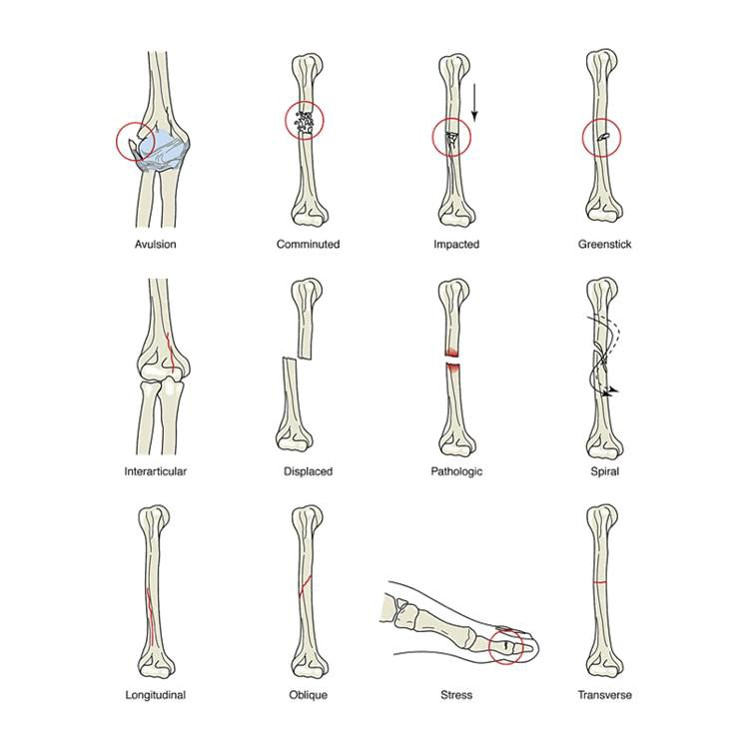 Avulsion
Comminuted
Impacted
Greenstick
Interarticular
Displaced
Pathologic
Spiral
Longitudinal
Oblique
Stress
Transverse